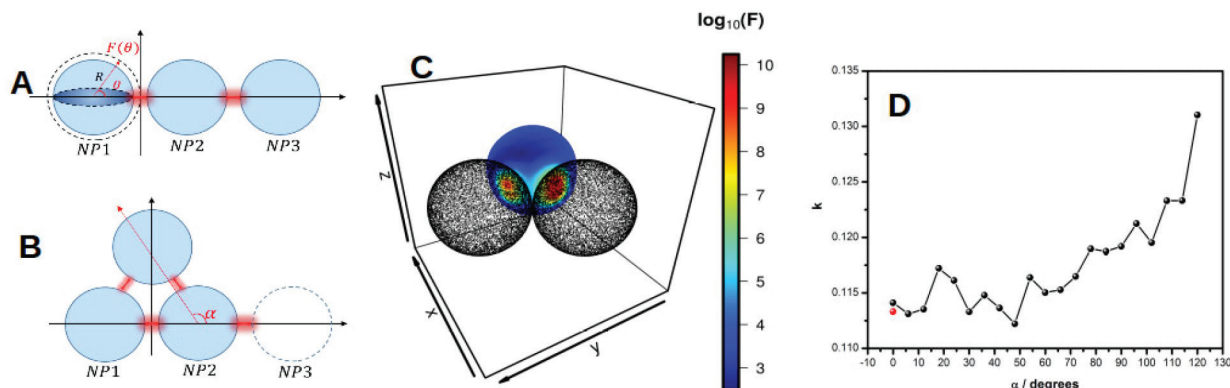 A
F(θ)
R
θ
NP1
NP2
NP3
B
α
NP1
NP2
NP3
C
z
x
y
log10(F)
10
9
8
7
6
5
4
3
D
k
0.135
0.130
0.125
0.120
0.115
0.110
-10 0 10 20 30 40 50 60 70 80 90 100 110 120 130
α / degrees